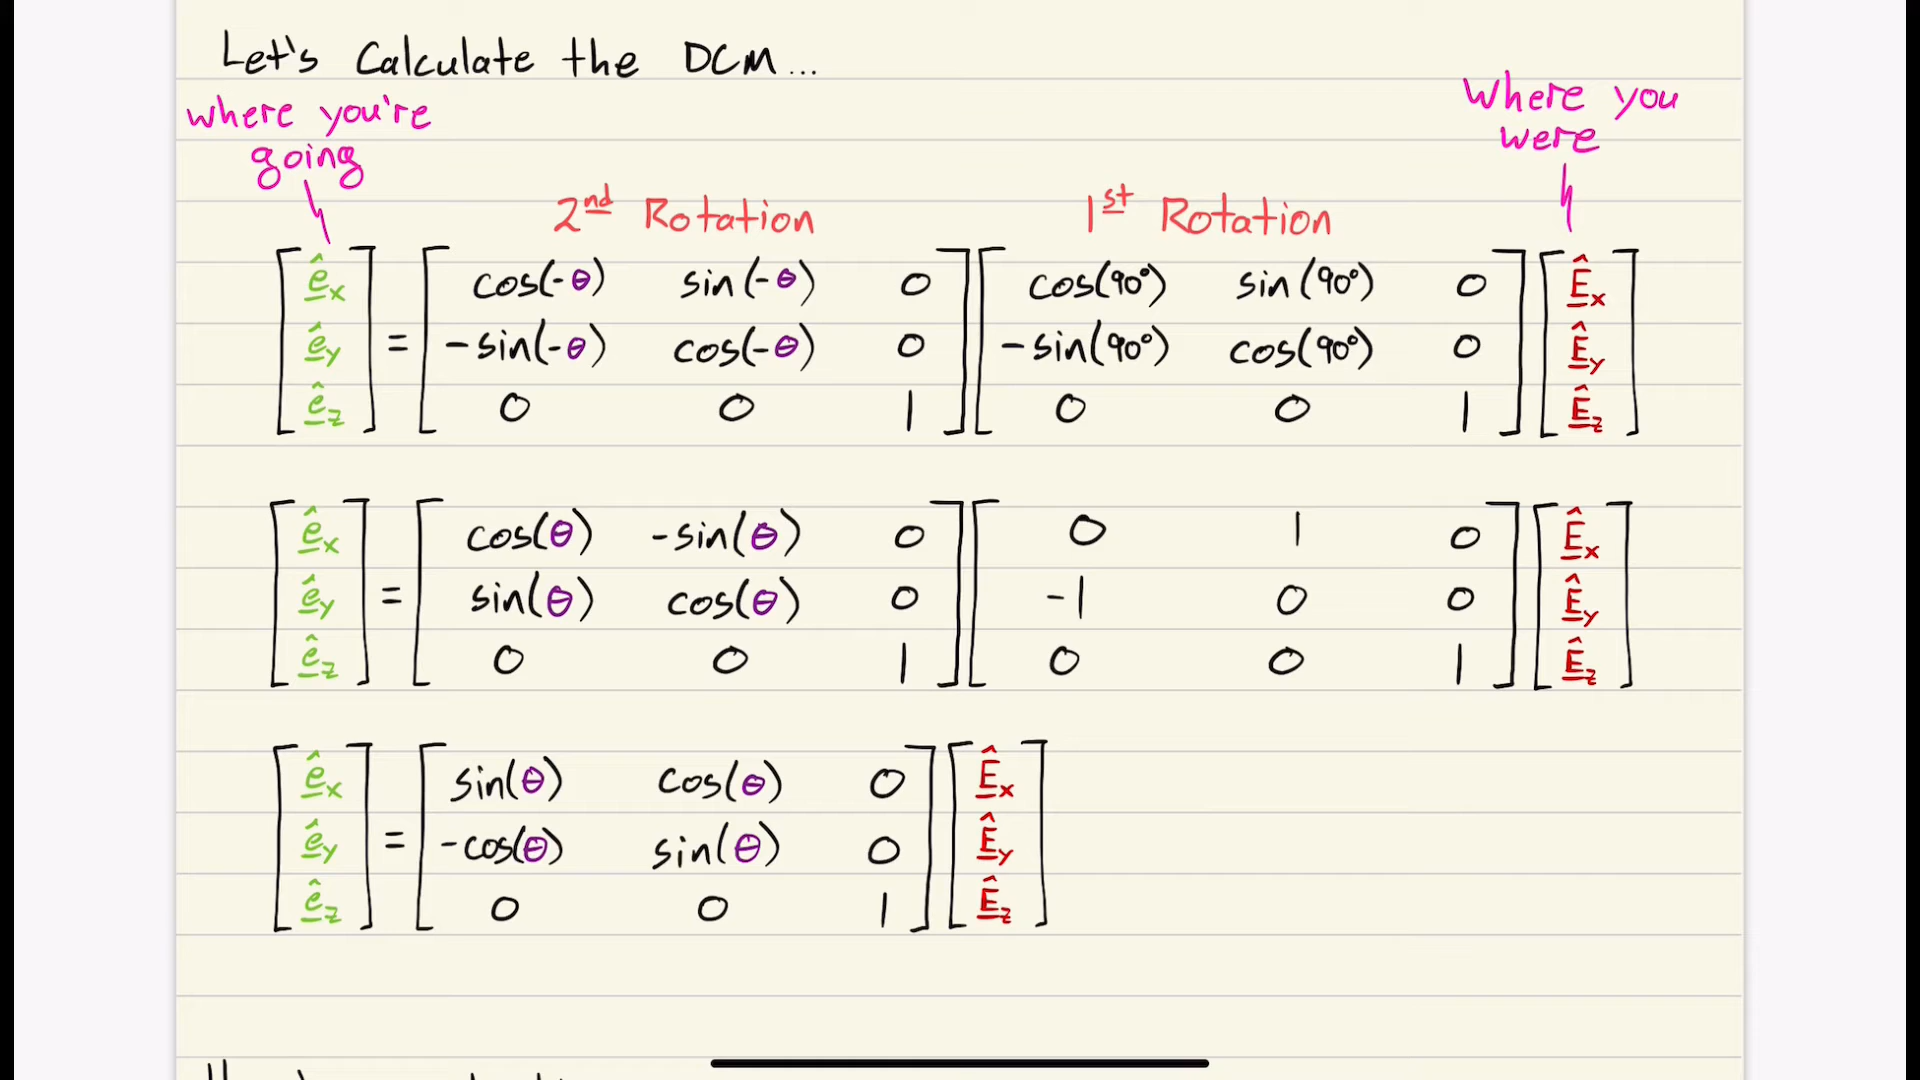 Let's Calculate the DCM...
where you're going
Where you were
2nd Rotation 1st Rotation
[êx] = [cos(-θ) sin(-θ) 0] [cos(90°) sin(90°) 0] [Êx]
[êy] = [-sin(-θ) cos(-θ) 0] [-sin(90°) cos(90°) 0] [Êy]
[êz] = [0 0 1] [0 0 1] [Êz]
[êx] = [cos(θ) -sin(θ) 0] [0 1 0] [Êx]
[êy] = [sin(θ) cos(θ) 0] [-1 0 0] [Êy]
[êz] = [0 0 1] [0 0 1] [Êz]
[êx] = [sin(θ) cos(θ) 0] [Êx]
[êy] = [-cos(θ) sin(θ) 0] [Êy]
[êz] = [0 0 1] [Êz]